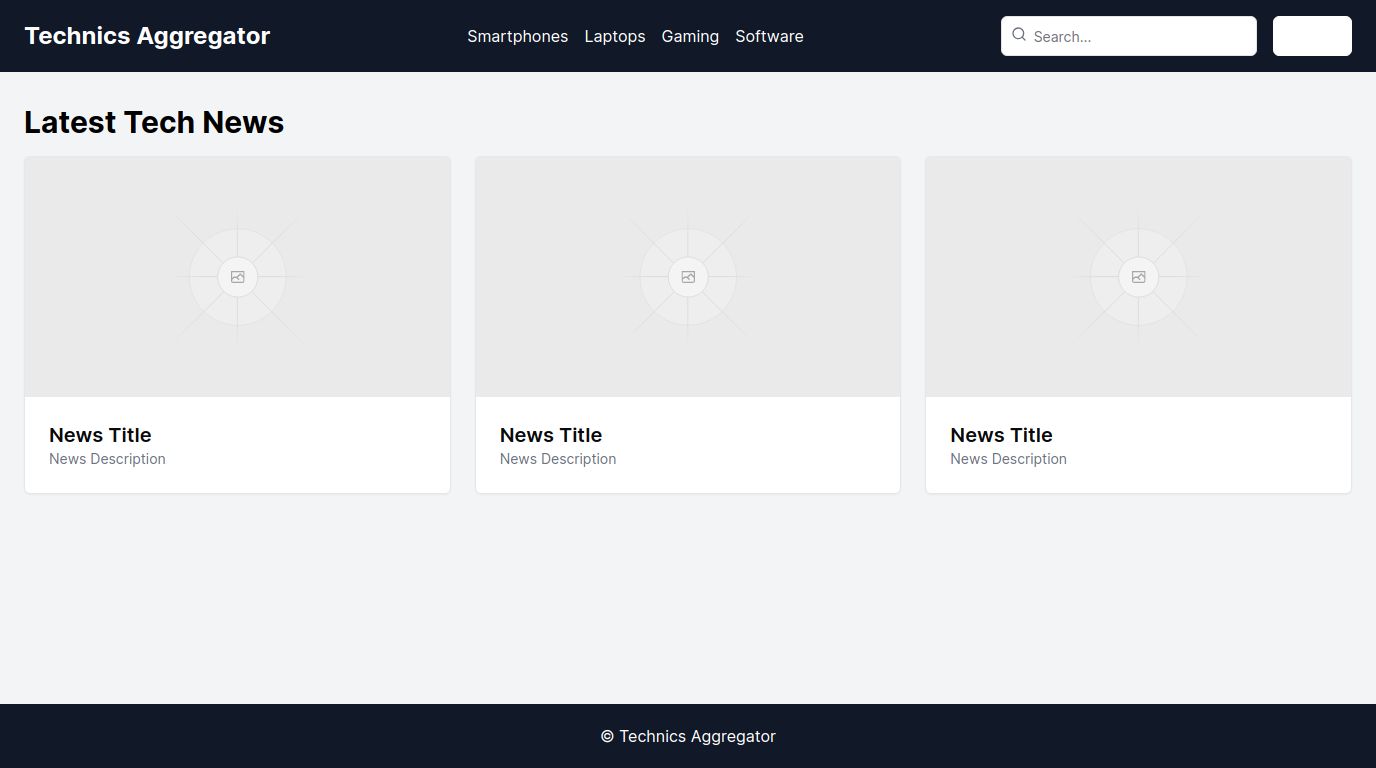 Technics Aggregator
Smartphones Laptops Gaming Software
Search...
Latest Tech News
News Title
News Description
News Title
News Description
News Title
News Description
© Technics Aggregator